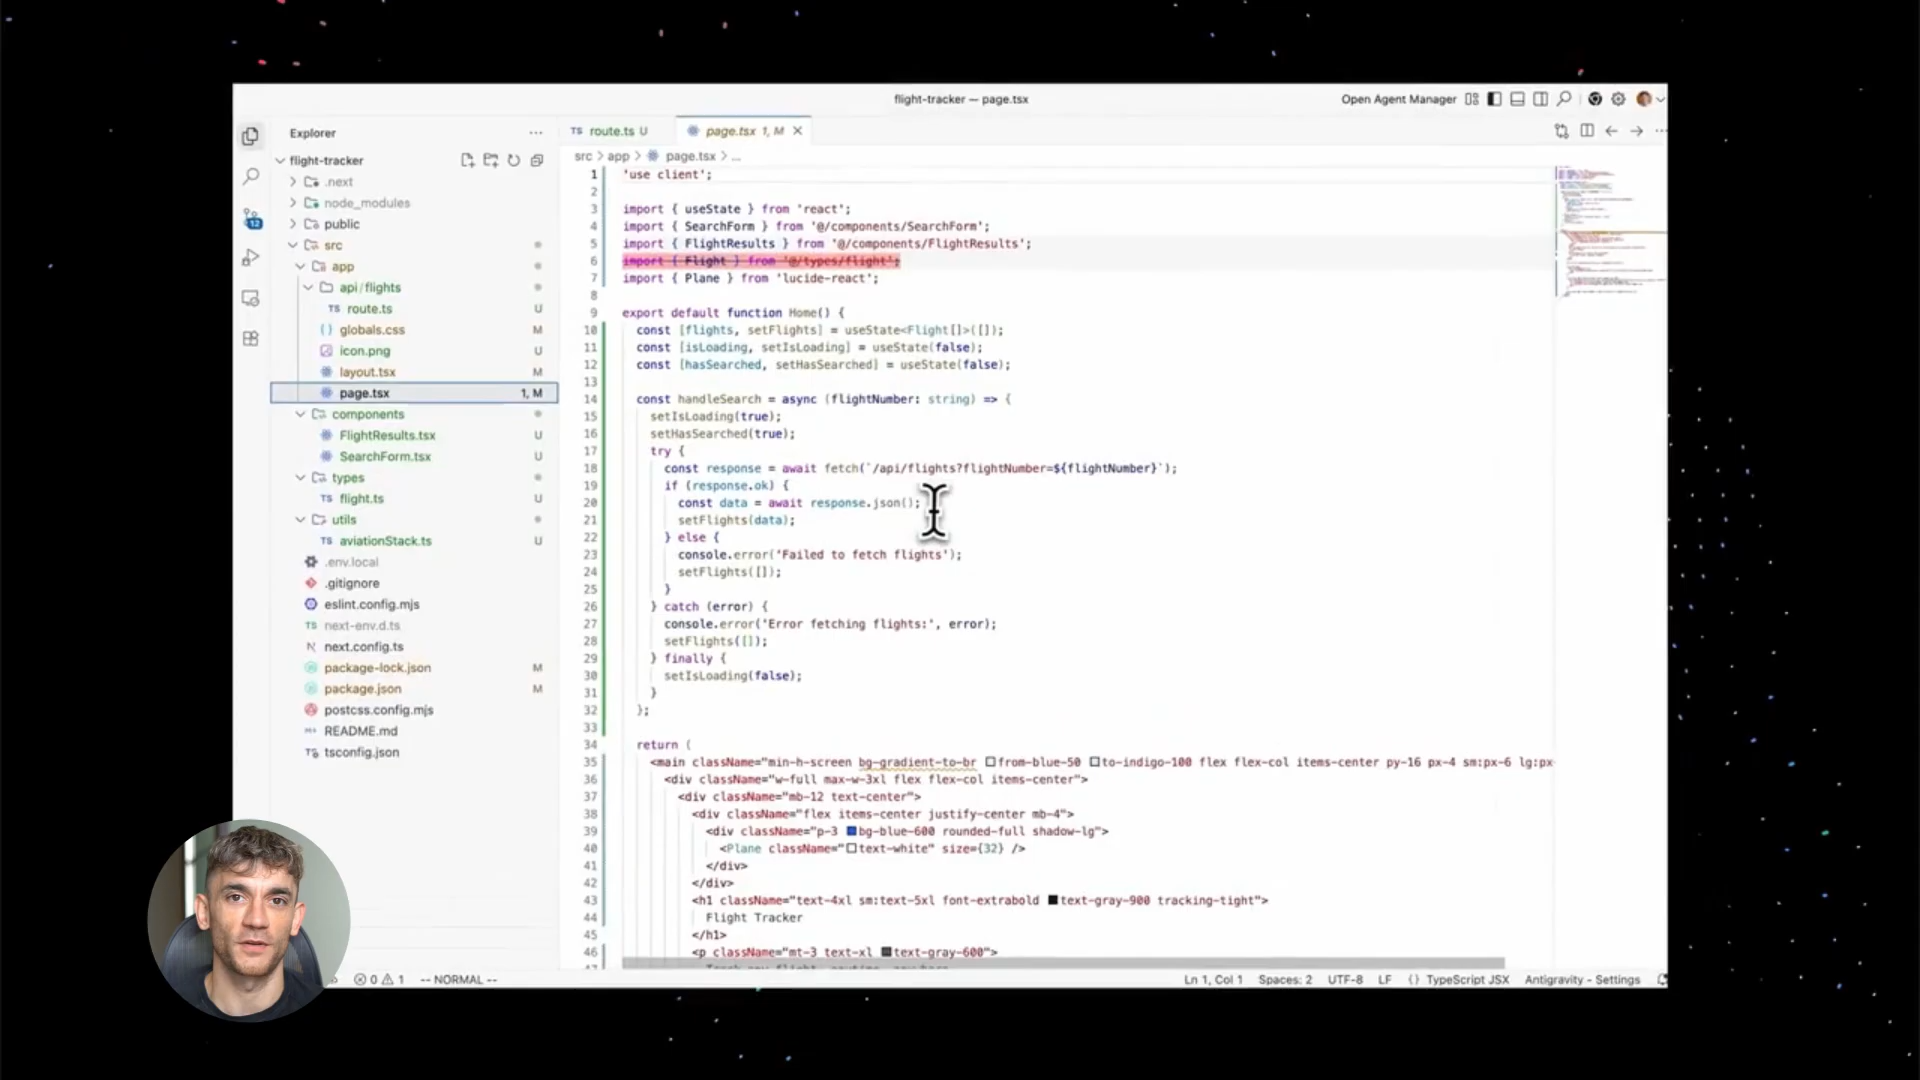 flight-tracker — page.tsx
Open Agent Manager
Explorer
flight-tracker
.next
node_modules
public
src
app
api/flights
TS route.ts U
globals.css M
icon.png U
layout.tsx M
page.tsx 1, M
components
FlightResults.tsx U
SearchForm.tsx U
types
TS flight.ts U
utils
TS aviationStack.ts U
.env.local
.gitignore
eslint.config.mjs
TS next-env.d.ts
next.config.ts
package-lock.json M
package.json M
postcss.config.mjs
README.md
tsconfig.json
12
TS route.ts U
page.tsx 1, M
src > app > page.tsx > ...
1 'use client';
2
3 import { useState } from 'react';
4 import { SearchForm } from '@/components/SearchForm';
5 import { FlightResults } from '@/components/FlightResults';
6 import { Flight } from '@/types/flight';
7 import { Plane } from 'lucide-react';
8
9 export default function Home() {
10 const [flights, setFlights] = useState<Flight[]>([]);
11 const [isLoading, setIsLoading] = useState(false);
12 const [hasSearched, setHasSearched] = useState(false);
13
14 const handleSearch = async (flightNumber: string) => {
15 setIsLoading(true);
16 setHasSearched(true);
17 try {
18 const response = await fetch(`/api/flights?flightNumber=${flightNumber}`);
19 if (response.ok) {
20 const data = await response.json();
21 setFlights(data);
22 } else {
23 console.error('Failed to fetch flights');
24 setFlights([]);
25 }
26 } catch (error) {
27 console.error('Error fetching flights:', error);
28 setFlights([]);
29 } finally {
30 setIsLoading(false);
31 }
32 };
33
34 return (
35 <main className="min-h-screen bg-gradient-to-br from-blue-50 to-indigo-100 flex flex-col items-center py-16 px-4 sm:px-6 lg:px-
36 <div className="w-full max-w-3xl flex flex-col items-center">
37 <div className="mb-12 text-center">
38 <div className="flex items-center justify-center mb-4">
39 <div className="p-3 bg-blue-600 rounded-full shadow-lg">
40 <Plane className="text-white" size={32} />
41 </div>
42 </div>
43 <h1 className="text-4xl sm:text-5xl font-extrabold text-gray-900 tracking-tight">
44 Flight Tracker
45 </h1>
46 <p className="mt-3 text-xl text-gray-600">
0 1 -- NORMAL --
Ln 1, Col 1 Spaces: 2 UTF-8 LF {} TypeScript JSX Antigravity - Settings